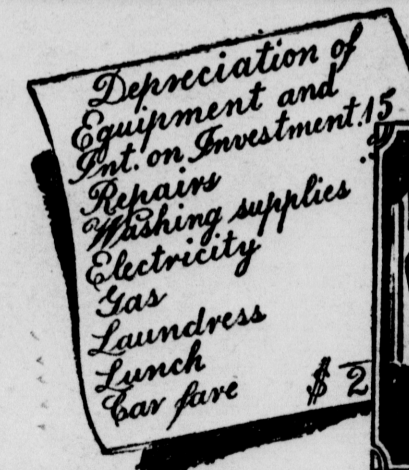 Depreciation of
Equipment and
Int. on Investment .15
Repairs
Washing supplies
Electricity
Gas
Laundress
Lunch
Car fare $ 2